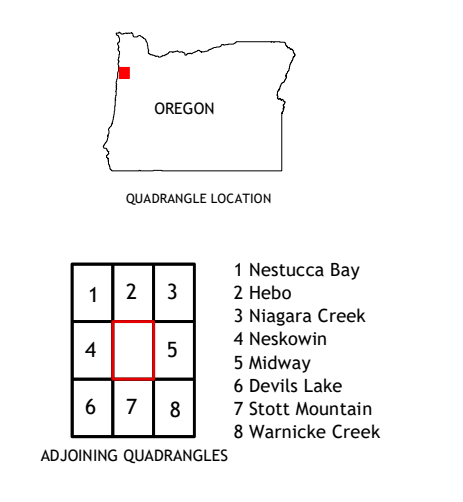 OREGON
QUADRANGLE LOCATION
1 2 3
4 5
6 7 8
ADJOINING QUADRANGLES
1 Nestucca Bay
2 Hebo
3 Niagara Creek
4 Neskowin
5 Midway
6 Devils Lake
7 Stott Mountain
8 Warnicke Creek